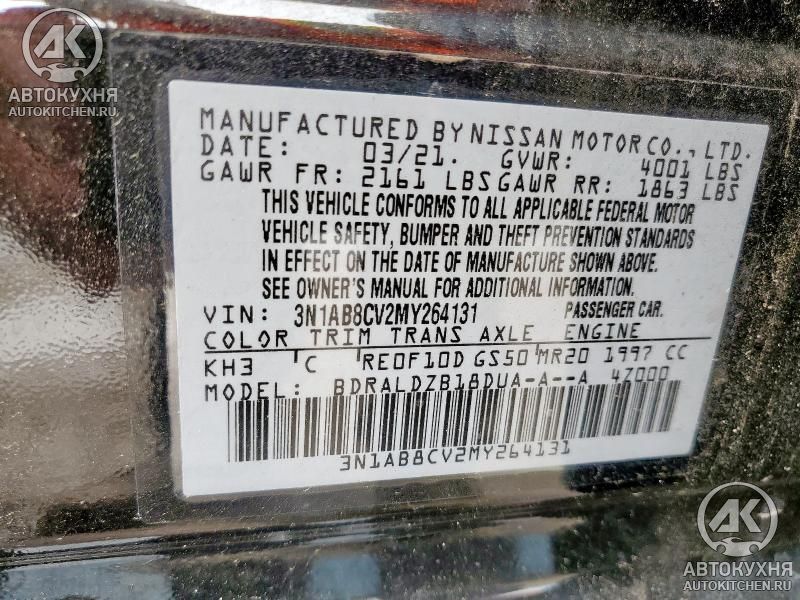 AK
АВТОКУХНЯ
AUTOKITCHEN.RU
MANUFACTURED BY NISSAN MOTOR CO., LTD.
DATE: 03/21. GVWR: 4001 LBS
GAWR FR: 2161 LBS GAWR RR: 1863 LBS
THIS VEHICLE CONFORMS TO ALL APPLICABLE FEDERAL MOTOR
VEHICLE SAFETY, BUMPER AND THEFT PREVENTION STANDARDS
IN EFFECT ON THE DATE OF MANUFACTURE SHOWN ABOVE.
SEE OWNER'S MANUAL FOR ADDITIONAL INFORMATION.
VIN: 3N1AB8CV2MY264131 PASSENGER CAR.
COLOR TRIM TRANS AXLE ENGINE
KH3 C RE0F10D GS50 MR20 1997 CC
MODEL: BDRALDZB18DUA-A--A 47000
3N1AB8CV2MY264131
AK
АВТОКУХНЯ
AUTOKITCHEN.RU